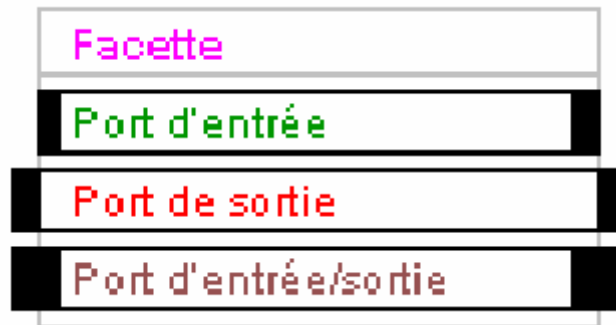 Facette
Port d'entrée
Port de sortie
Port d'entrée/sortie